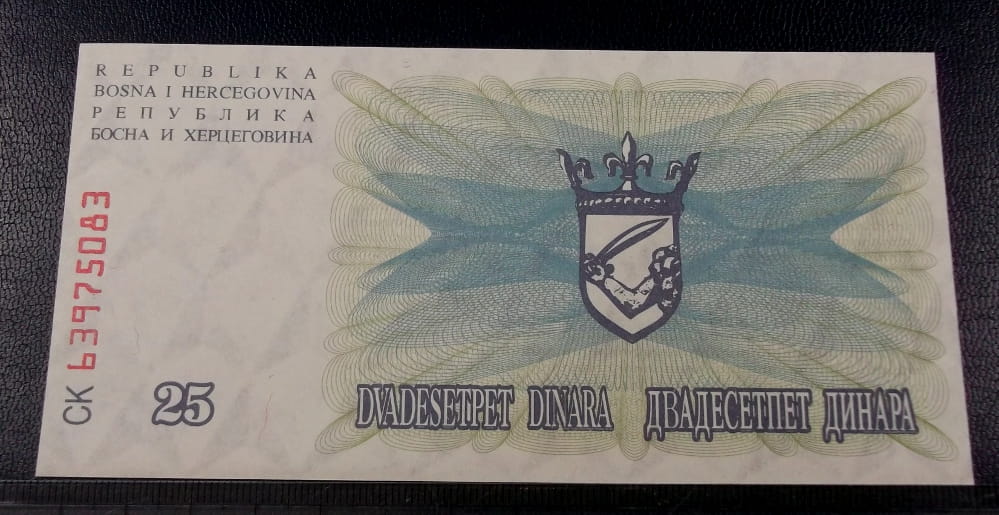 REPUBLIKA
BOSNA I HERCEGOVINA
РЕПУБЛИКА
БОСНА И ХЕРЦЕГОВИНА
CK 63975083
25
DVADESETPET DINARA ДВАДЕСЕТПЕТ ДИНАРА